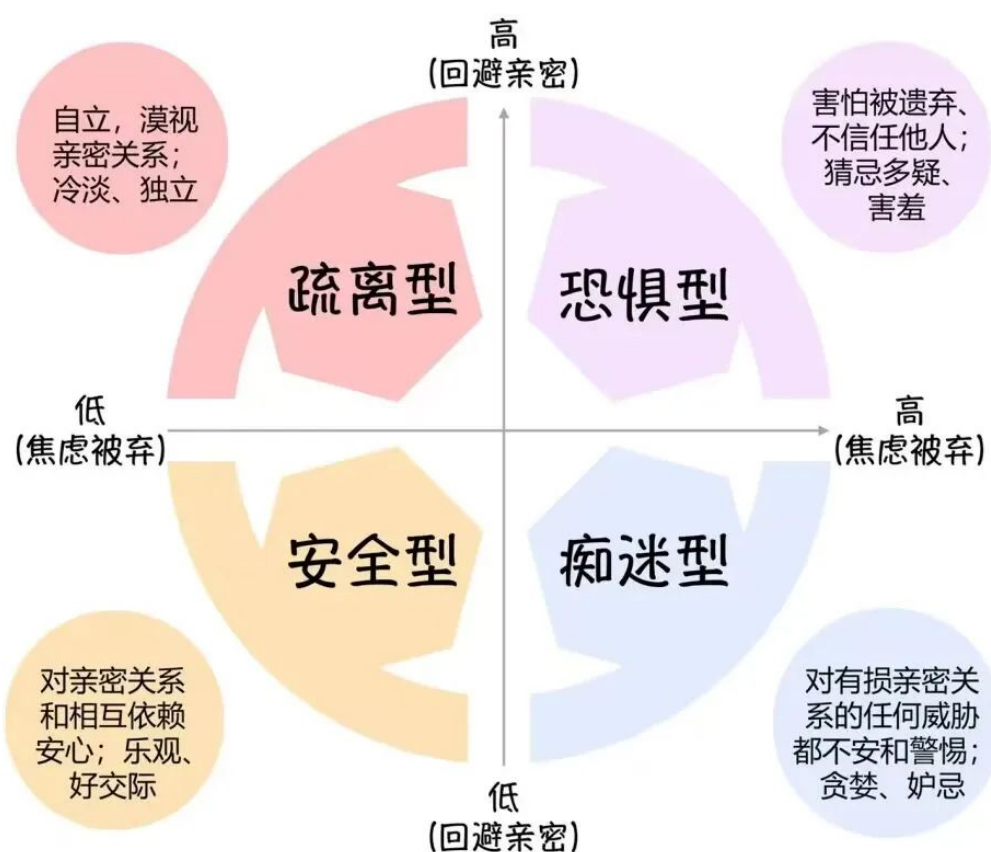 高
(回避亲密)
自立，漠视
亲密关系；
冷淡、独立
害怕被遗弃、
不信任他人；
猜忌多疑、
害羞
疏离型
恐惧型
低
(焦虑被弃)
高
(焦虑被弃)
安全型
痴迷型
对亲密关系
和相互依赖
安心；乐观、
好交际
对有损亲密关
系的任何威胁
都不安和警惕；
贪婪、妒忌
低
(回避亲密)